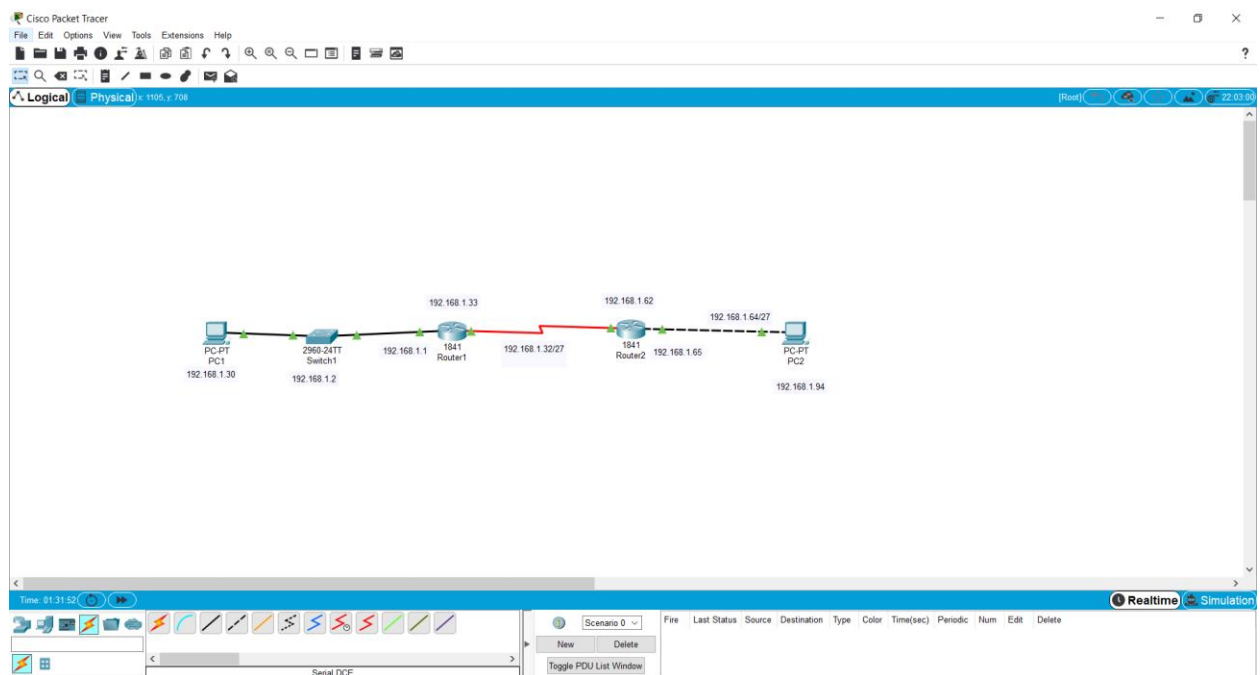 Cisco Packet Tracer
File Edit Options View Tools Extensions Help
?
Logical Physical x: 1105, y: 708 [Root] 22:03:00
192.168.1.33
192.168.1.62
192.168.1.64/27
PC-PT
PC1
192.168.1.30
2960-24TT
Switch1
192.168.1.2
192.168.1.1
1841
Router1
192.168.1.32/27
1841
Router2
192.168.1.65
PC-PT
PC2
192.168.1.94
Time: 01:31:52 Realtime Simulation
Scenario 0
Fire Last Status Source Destination Type Color Time(sec) Periodic Num Edit Delete
New Delete
Toggle PDU List Window
Serial DCE